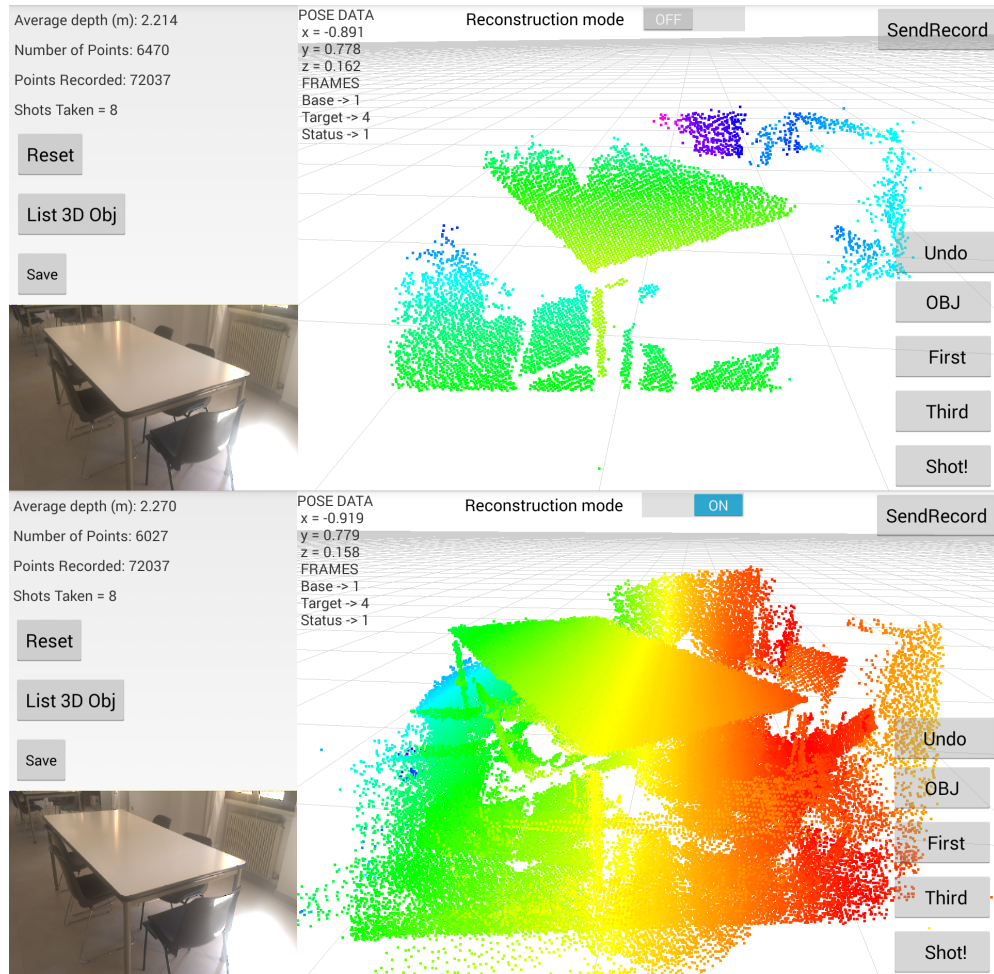 Average depth (m): 2.214
Number of Points: 6470
Points Recorded: 72037
Shots Taken = 8
Reset
List 3D Obj
Save
POSE DATA
x = -0.891
y = 0.778
z = 0.162
FRAMES
Base -> 1
Target -> 4
Status -> 1
Reconstruction mode OFF
SendRecord
Undo
OBJ
First
Third
Shot!
Average depth (m): 2.270
Number of Points: 6027
Points Recorded: 72037
Shots Taken = 8
Reset
List 3D Obj
Save
POSE DATA
x = -0.919
y = 0.779
z = 0.158
FRAMES
Base -> 1
Target -> 4
Status -> 1
Reconstruction mode ON
SendRecord
Undo
OBJ
First
Third
Shot!